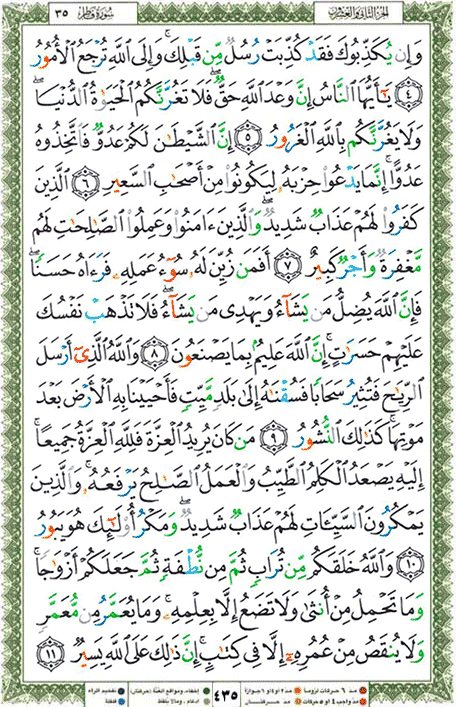 سورة فاطر ٣٥ الجزء الثاني والعشرون
وَإِن يُكَذِّبُوكَ فَقَدْ كُذِّبَتْ رُسُلٌ مِّن قَبْلِكَ ۚ وَإِلَى ٱللَّهِ تُرْجَعُ ٱلْأُمُورُ
﴿٤﴾ يَـٰٓأَيُّهَا ٱلنَّاسُ إِنَّ وَعْدَ ٱللَّهِ حَقٌّ ۖ فَلَا تَغُرَّنَّكُمُ ٱلْحَيَوٰةُ ٱلدُّنْيَا ۖ
وَلَا يَغُرَّنَّكُم بِٱللَّهِ ٱلْغَرُورُ ﴿٥﴾ إِنَّ ٱلشَّيْطَـٰنَ لَكُمْ عَدُوٌّ فَٱتَّخِذُوهُ
عَدُوًّا ۚ إِنَّمَا يَدْعُوا۟ حِزْبَهُۥ لِيَكُونُوا۟ مِنْ أَصْحَـٰبِ ٱلسَّعِيرِ ﴿٦﴾ ٱلَّذِينَ
كَفَرُوا۟ لَهُمْ عَذَابٌ شَدِيدٌ ۖ وَٱلَّذِينَ ءَامَنُوا۟ وَعَمِلُوا۟ ٱلصَّـٰلِحَـٰتِ لَهُم
مَّغْفِرَةٌ وَأَجْرٌ كَبِيرٌ ﴿٧﴾ أَفَمَن زُيِّنَ لَهُۥ سُوٓءُ عَمَلِهِۦ فَرَءَاهُ حَسَنًا ۖ
فَإِنَّ ٱللَّهَ يُضِلُّ مَن يَشَآءُ وَيَهْدِى مَن يَشَآءُ ۖ فَلَا تَذْهَبْ نَفْسُكَ
عَلَيْهِمْ حَسَرَٰتٍ ۚ إِنَّ ٱللَّهَ عَلِيمٌۢ بِمَا يَصْنَعُونَ ﴿٨﴾ وَٱللَّهُ ٱلَّذِىٓ أَرْسَلَ
ٱلرِّيَـٰحَ فَتُثِيرُ سَحَابًا فَسُقْنَـٰهُ إِلَىٰ بَلَدٍ مَّيِّتٍ فَأَحْيَيْنَا بِهِ ٱلْأَرْضَ بَعْدَ
مَوْتِهَا ۚ كَذَٰلِكَ ٱلنُّشُورُ ﴿٩﴾ مَن كَانَ يُرِيدُ ٱلْعِزَّةَ فَلِلَّهِ ٱلْعِزَّةُ جَمِيعًا ۚ
إِلَيْهِ يَصْعَدُ ٱلْكَلِمُ ٱلطَّيِّبُ وَٱلْعَمَلُ ٱلصَّـٰلِحُ يَرْفَعُهُۥ ۚ وَٱلَّذِينَ
يَمْكُرُونَ ٱلسَّيِّـَٔاتِ لَهُمْ عَذَابٌ شَدِيدٌ ۖ وَمَكْرُ أُو۟لَـٰٓئِكَ هُوَ يَبُورُ
﴿١٠﴾ وَٱللَّهُ خَلَقَكُم مِّن تُرَابٍ ثُمَّ مِن نُّطْفَةٍ ثُمَّ جَعَلَكُمْ أَزْوَٰجًا ۚ
وَمَا تَحْمِلُ مِنْ أُنثَىٰ وَلَا تَضَعُ إِلَّا بِعِلْمِهِۦ ۚ وَمَا يُعَمَّرُ مِن مُّعَمَّرٍ
وَلَا يُنقَصُ مِنْ عُمُرِهِۦٓ إِلَّا فِى كِتَـٰبٍ ۚ إِنَّ ذَٰلِكَ عَلَى ٱللَّهِ يَسِيرٌ ﴿١١﴾
مد ٦ حركات لزوماً مد ٢ او ٤ او ٦ جوازاً
مد واجب ٤ او ٥ حركات مد حركتان
٤٣٥
إخفاء، ومواقع الغنة (حركتان) تفخيم الراء
ادغام، وما لا يلفظ قلقلة